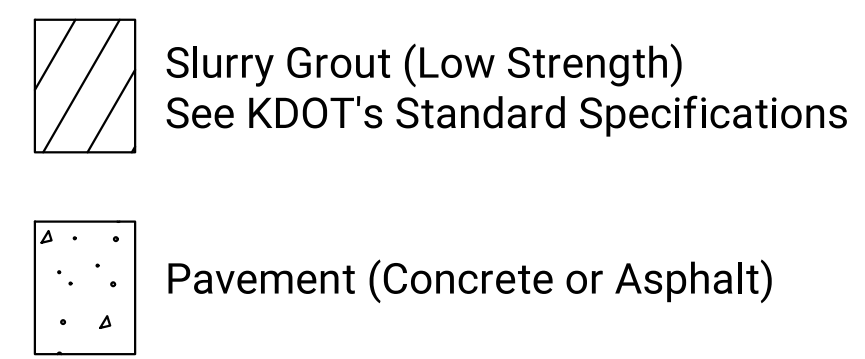 Slurry Grout (Low Strength)
See KDOT's Standard Specifications
Pavement (Concrete or Asphalt)